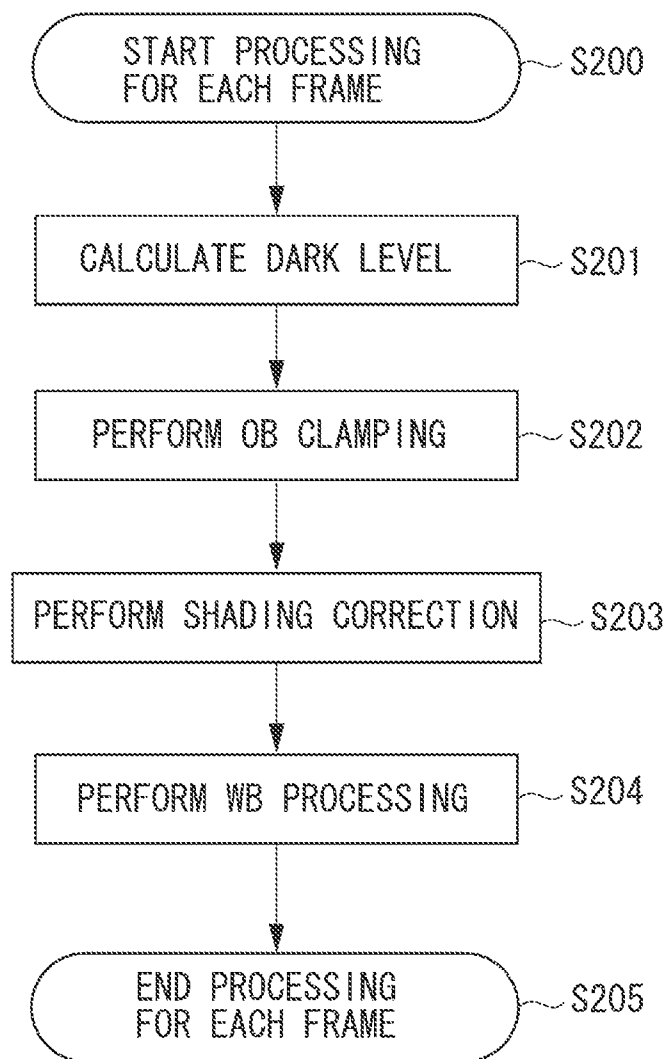 START PROCESSING
FOR EACH FRAME
S200
CALCULATE DARK LEVEL
S201
PERFORM OB CLAMPING
S202
PERFORM SHADING CORRECTION
S203
PERFORM WB PROCESSING
S204
END PROCESSING
FOR EACH FRAME
S205